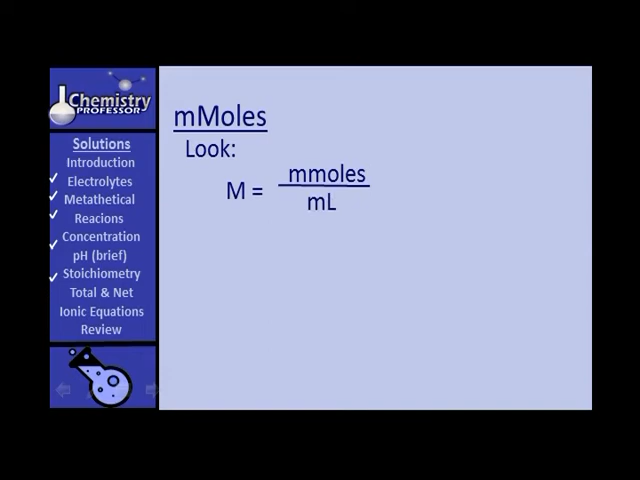 Chemistry
PROFESSOR
Solutions
Introduction
Electrolytes
Metathetical
Reacions
Concentration
pH (brief)
Stoichiometry
Total & Net
Ionic Equations
Review
mMoles
Look:
M = mmoles
mL